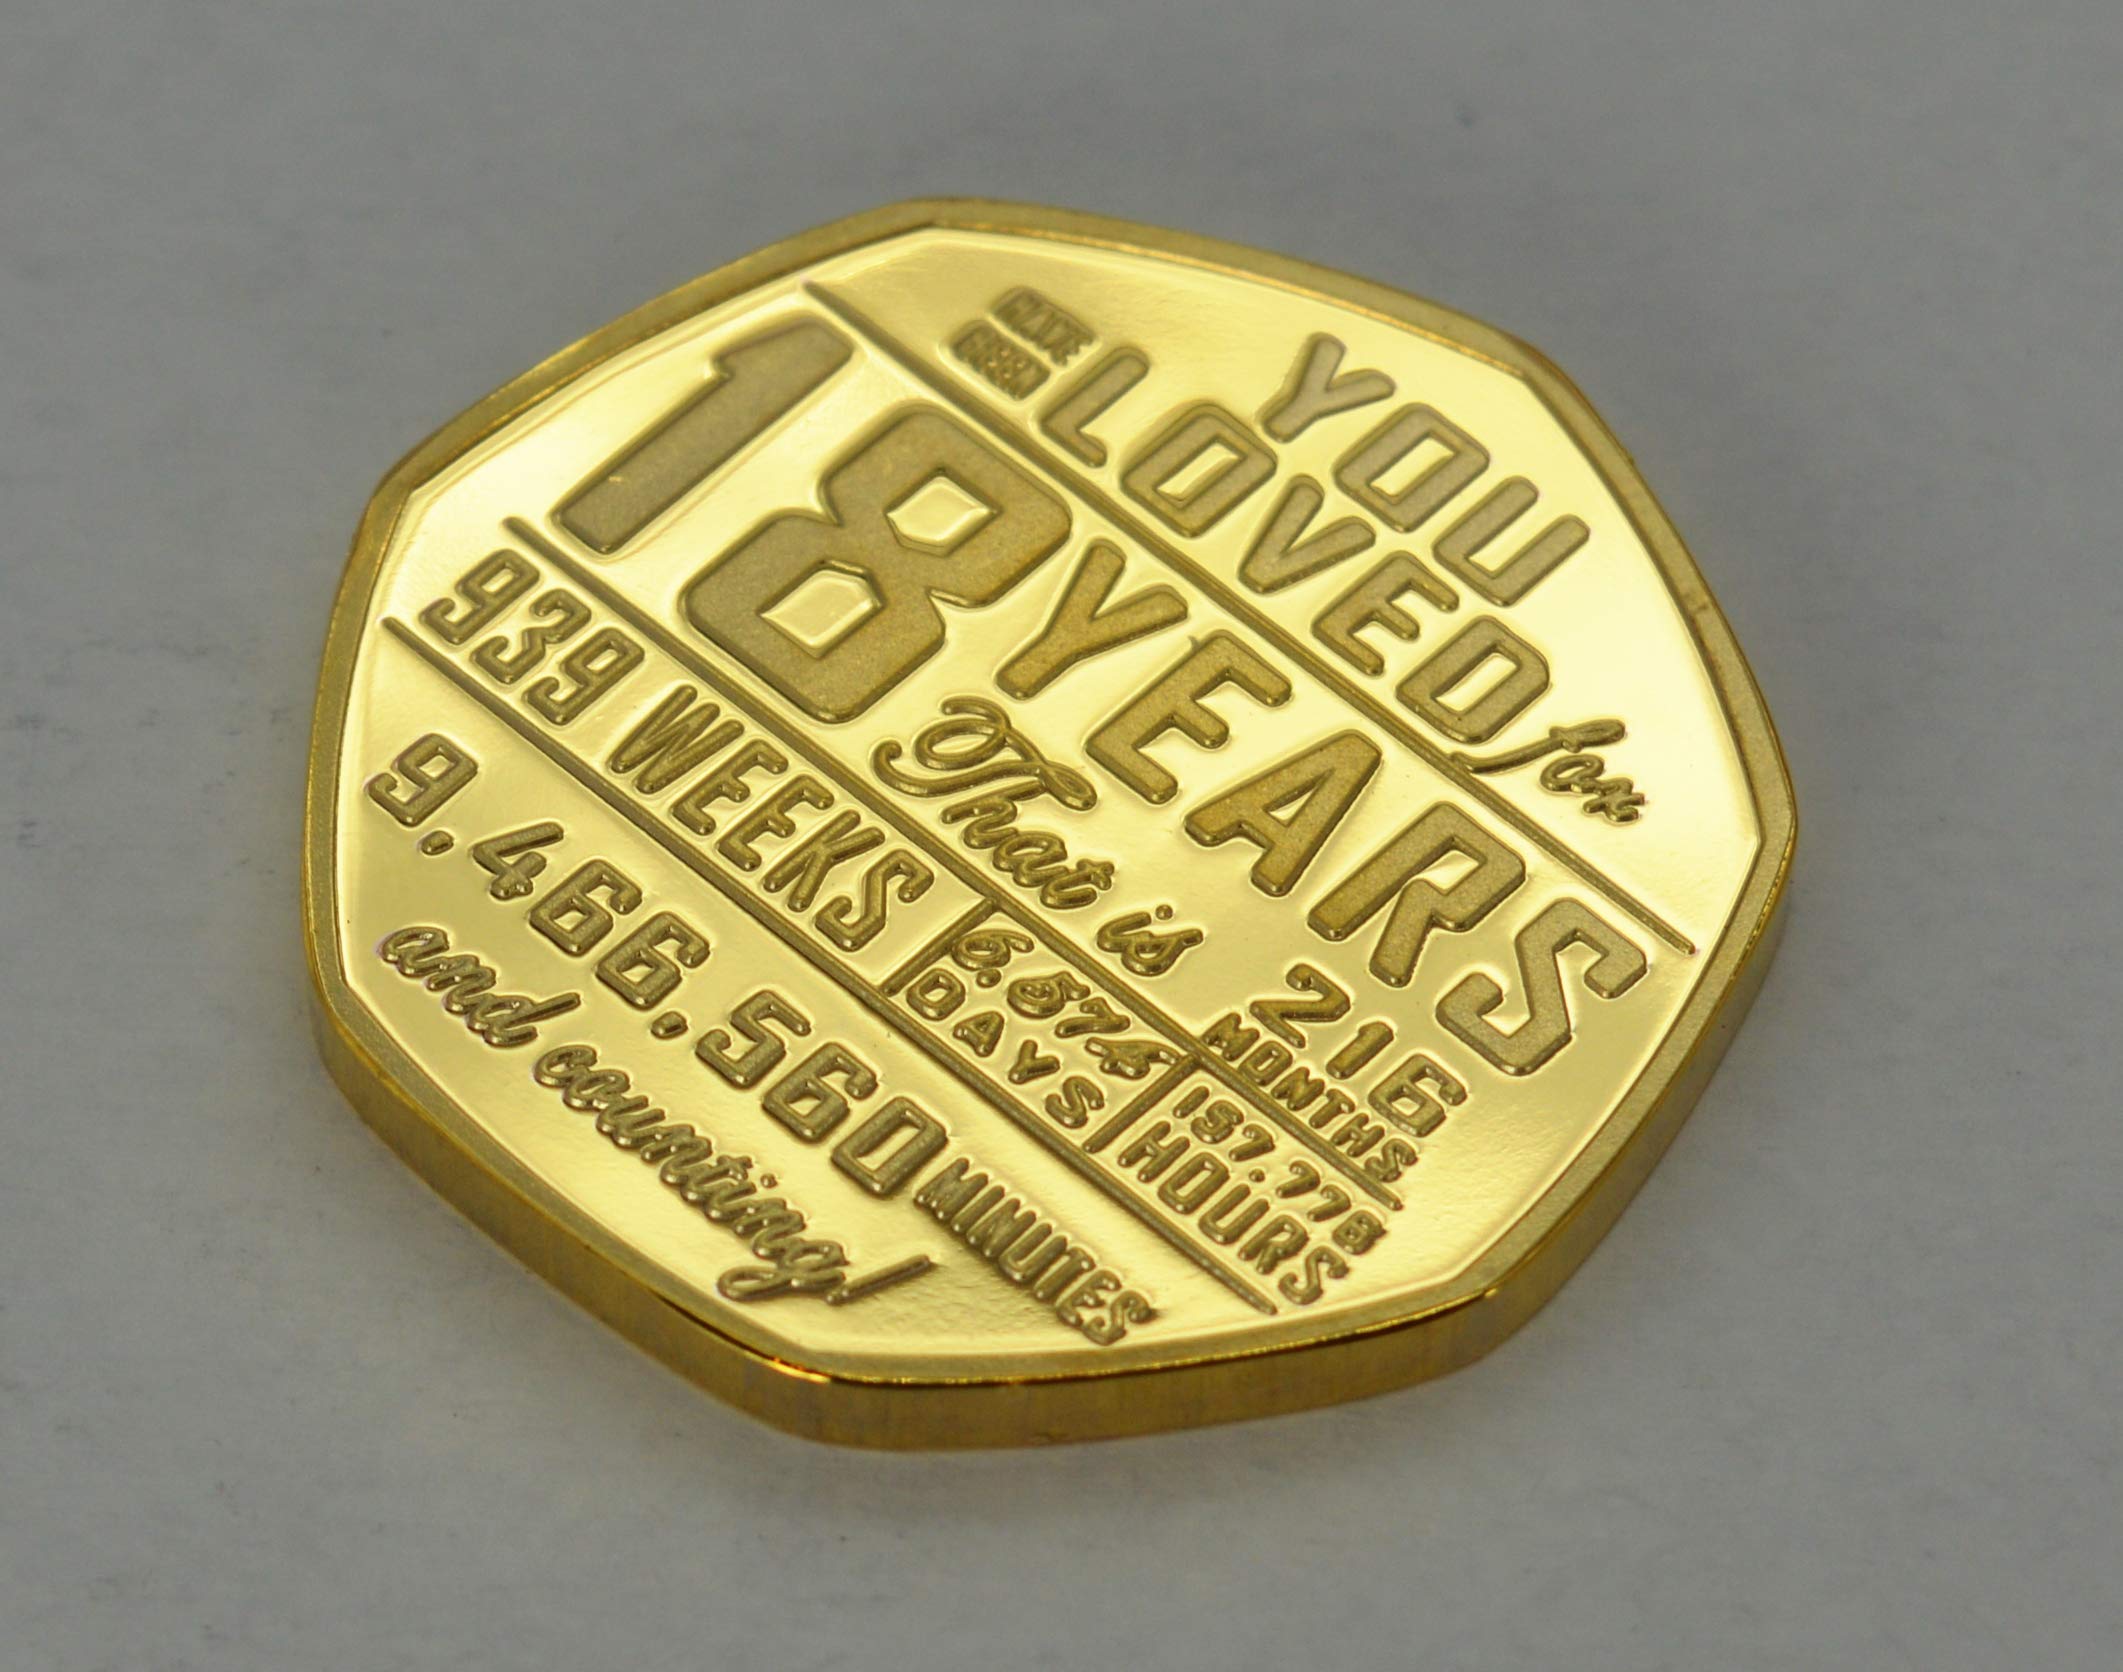 YOU
HAVE BEEN LOVED for
18 YEARS
That is 216 MONTHS
939 WEEKS 6.574 DAYS 157.776 HOURS
9.466.560 MINUTES
and counting!